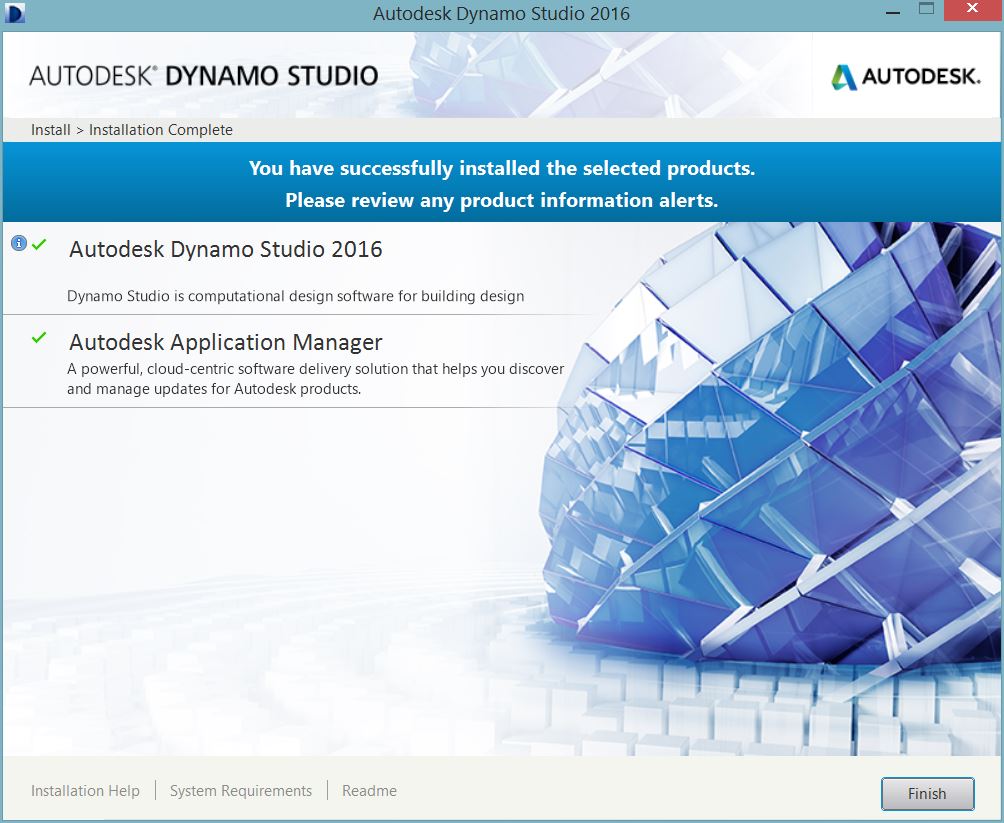 Autodesk Dynamo Studio 2016
AUTODESK® DYNAMO STUDIO
AUTODESK.
Install > Installation Complete
You have successfully installed the selected products.
Please review any product information alerts.
Autodesk Dynamo Studio 2016
Dynamo Studio is computational design software for building design
Autodesk Application Manager
A powerful, cloud-centric software delivery solution that helps you discover
and manage updates for Autodesk products.
Installation Help
System Requirements
Readme
Finish